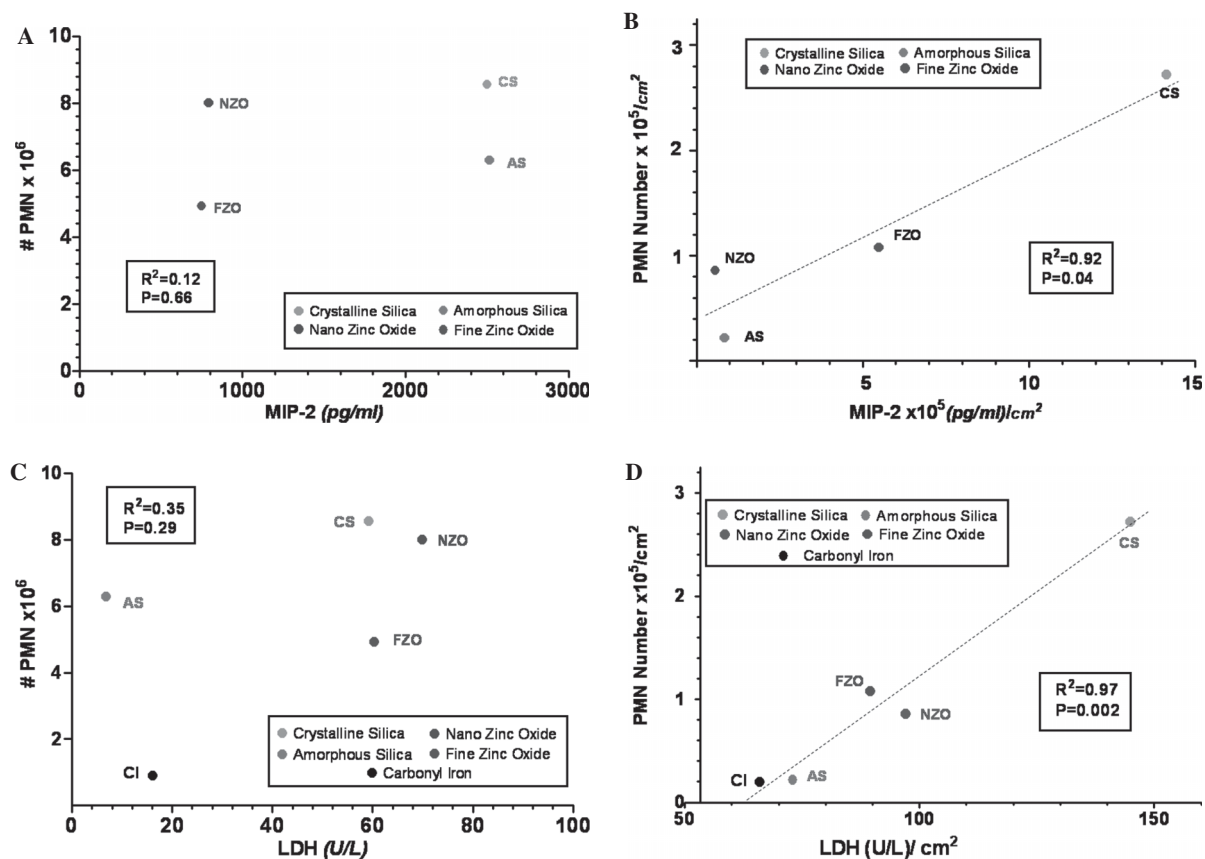 A
10
8
6
4
2
0
# PMN x 10⁶
CS
NZO
AS
FZO
R²=0.12
P=0.66
Crystalline Silica Amorphous Silica
Nano Zinc Oxide Fine Zinc Oxide
0 1000 2000 3000
MIP-2 (pg/ml)
B
3
2
1
0
PMN Number x 10⁵/cm²
Crystalline Silica Amorphous Silica
Nano Zinc Oxide Fine Zinc Oxide
CS
FZO
NZO
AS
R²=0.92
P=0.04
5 10 15
MIP-2 x10⁵(pg/ml)/cm²
C
10
8
6
4
2
# PMN x10⁶
R²=0.35
P=0.29
CS
NZO
AS
FZO
CI
Crystalline Silica Nano Zinc Oxide
Amorphous Silica Fine Zinc Oxide
Carbonyl Iron
0 20 40 60 80 100
LDH (U/L)
D
3
2
1
0
PMN Number x10⁵/cm²
Crystalline Silica Amorphous Silica
Nano Zinc Oxide Fine Zinc Oxide
Carbonyl Iron
CS
FZO
NZO
CI
AS
R²=0.97
P=0.002
50 100 150
LDH (U/L)/ cm²